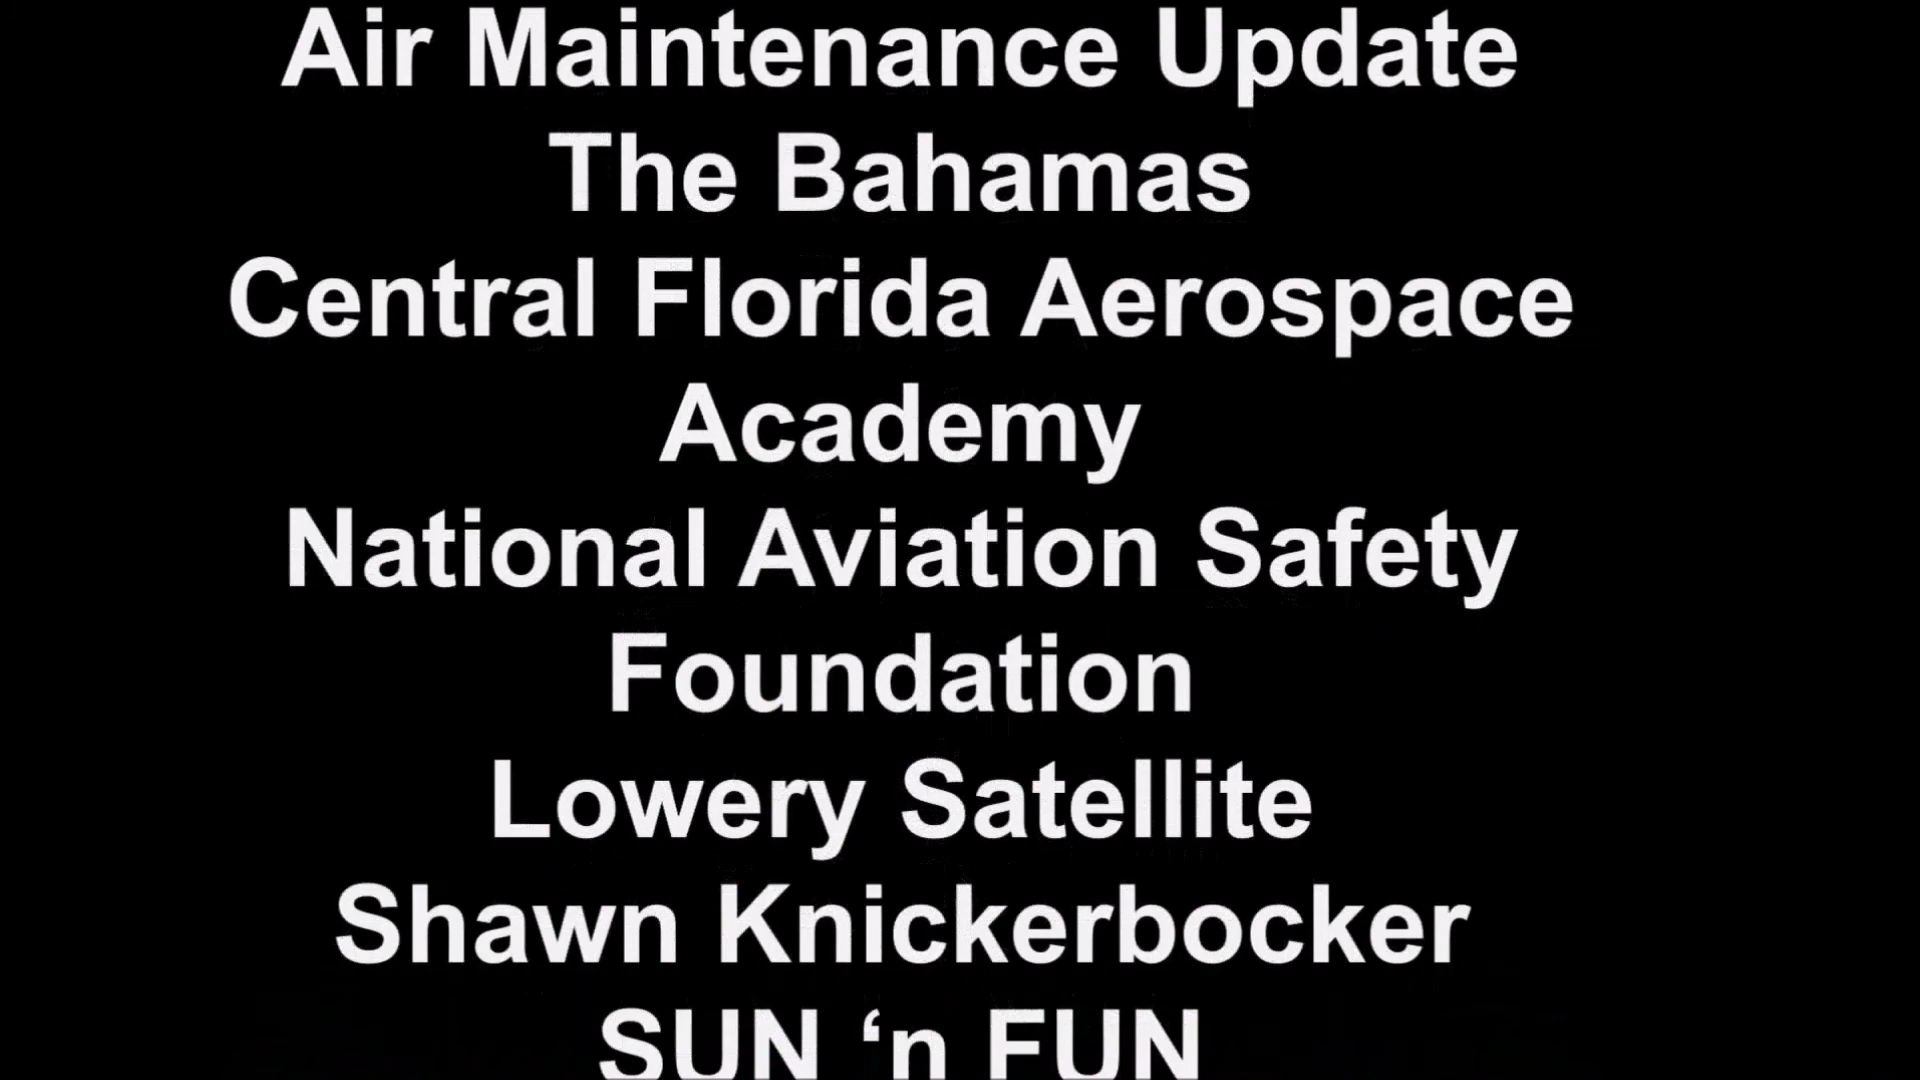 Air Maintenance Update
The Bahamas
Central Florida Aerospace
Academy
National Aviation Safety
Foundation
Lowery Satellite
Shawn Knickerbocker
SUN ‘n FUN